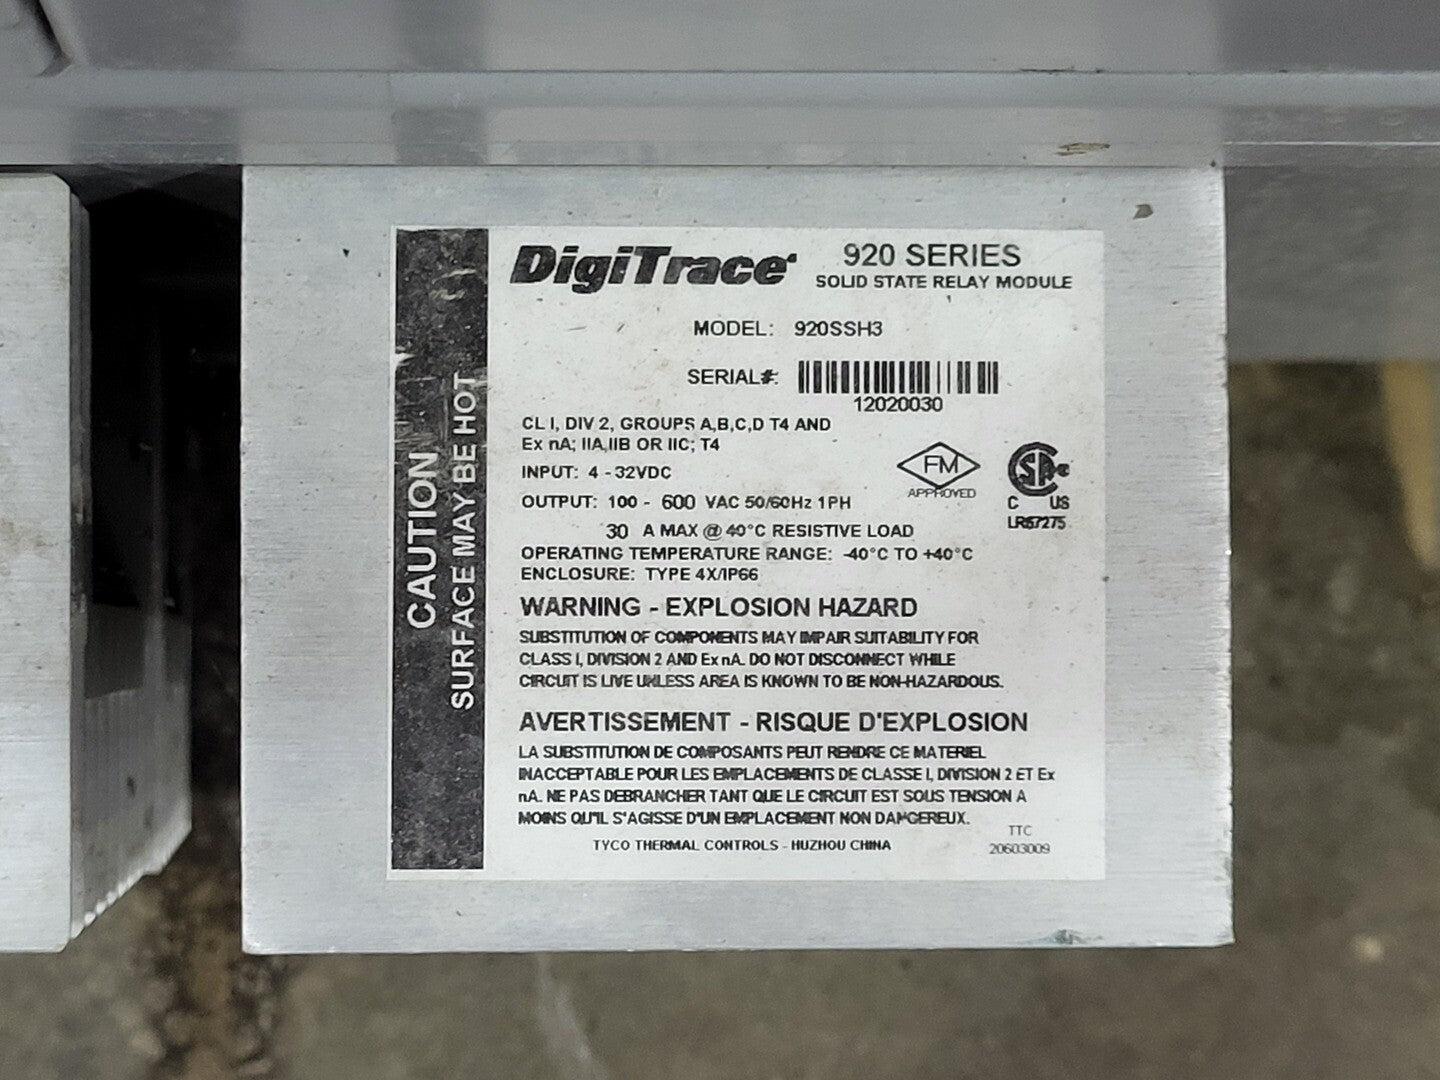 CAUTION
SURFACE MAY BE HOT
DigiTrace
920 SERIES
SOLID STATE RELAY MODULE
MODEL: 920SSH3
SERIAL#:
12020030
CL I, DIV 2, GROUPS A,B,C,D T4 AND
Ex nA; IIA,IIB OR IIC; T4
INPUT: 4 - 32VDC
OUTPUT: 100 - 600 VAC 50/60Hz 1PH
30 A MAX @ 40°C RESISTIVE LOAD
OPERATING TEMPERATURE RANGE: -40°C TO +40°C
ENCLOSURE: TYPE 4X/IP66
FM
APPROVED
C US
LR67275
WARNING - EXPLOSION HAZARD
SUBSTITUTION OF COMPONENTS MAY IMPAIR SUITABILITY FOR
CLASS I, DIVISION 2 AND Ex nA. DO NOT DISCONNECT WHILE
CIRCUIT IS LIVE UNLESS AREA IS KNOWN TO BE NON-HAZARDOUS.
AVERTISSEMENT - RISQUE D'EXPLOSION
LA SUBSTITUTION DE COMPOSANTS PEUT RENDRE CE MATERIEL
INACCEPTABLE POUR LES EMPLACEMENTS DE CLASSE I, DIVISION 2 ET Ex
nA. NE PAS DEBRANCHER TANT QUE LE CIRCUIT EST SOUS TENSION A
MOINS QU'IL S'AGISSE D'UN EMPLACEMENT NON DANGEREUX.
TYCO THERMAL CONTROLS - HUZHOU CHINA
TTC
20603009